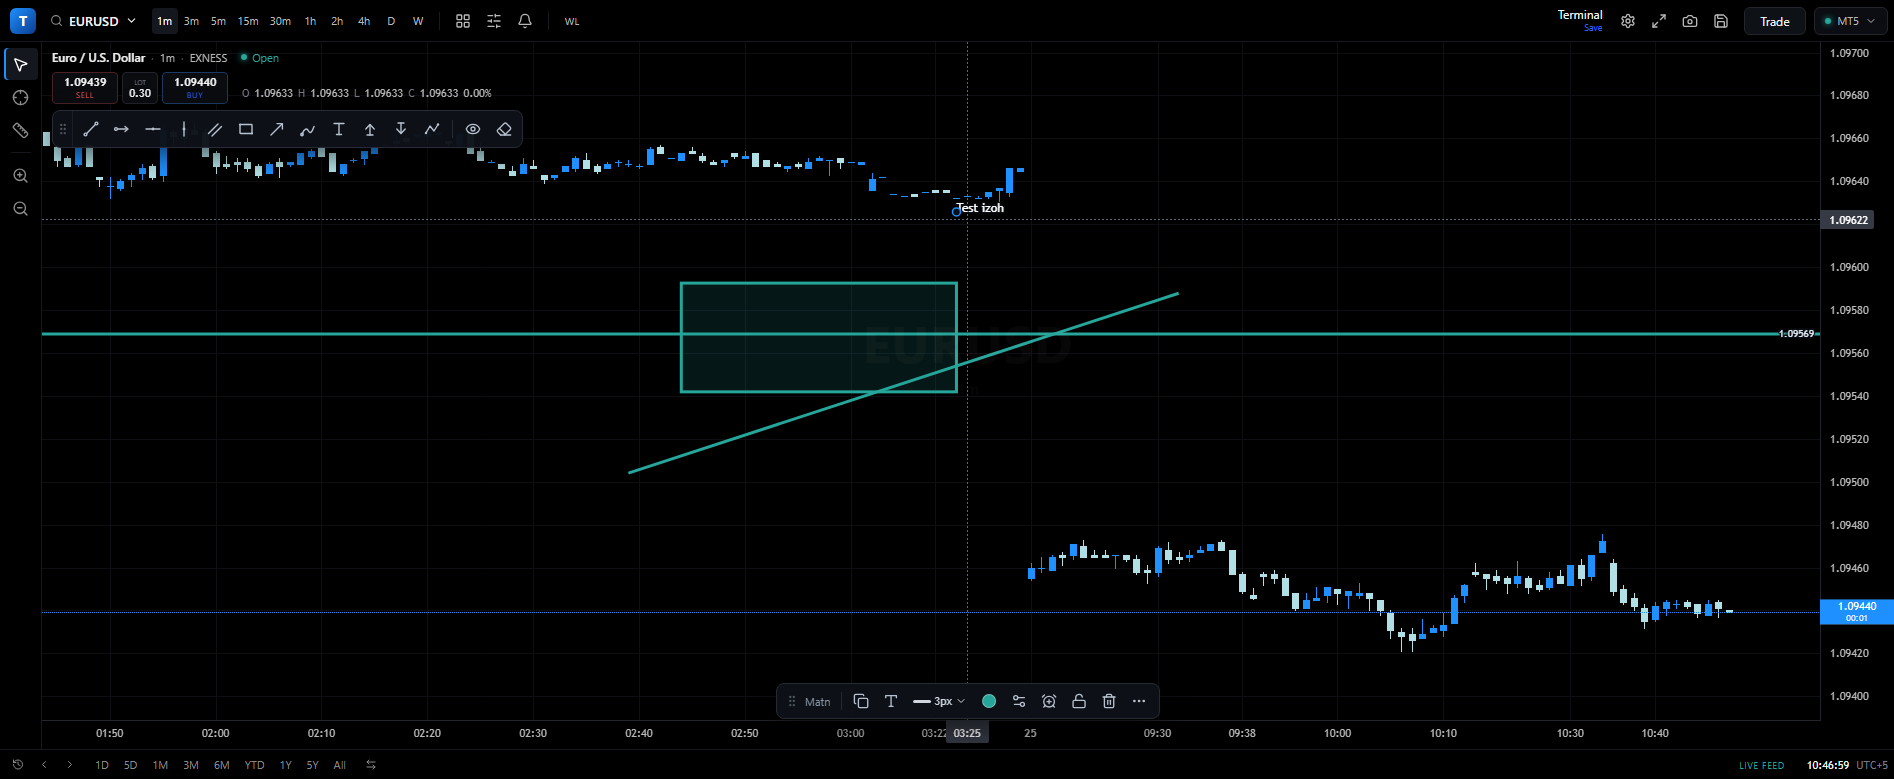 T EURUSD 1m 3m 5m 15m 30m 1h 2h 4h D W WL Terminal Save Trade MT5
Euro / U.S. Dollar · 1m · EXNESS Open
1.09439 SELL LOT 0.30 1.09440 BUY O 1.09633 H 1.09633 L 1.09633 C 1.09633 0.00%
Test izoh
EURUSD
1.09569
1.09700
1.09680
1.09660
1.09640
1.09622
1.09600
1.09580
1.09560
1.09540
1.09520
1.09500
1.09480
1.09460
1.09440
00:01
1.09420
1.09400
Matn T 3px
01:50 02:00 02:10 02:20 02:30 02:40 02:50 03:00 03:22 03:25 25 09:30 09:38 10:00 10:10 10:30 10:40
1D 5D 1M 3M 6M YTD 1Y 5Y All LIVE FEED 10:46:59 UTC+5